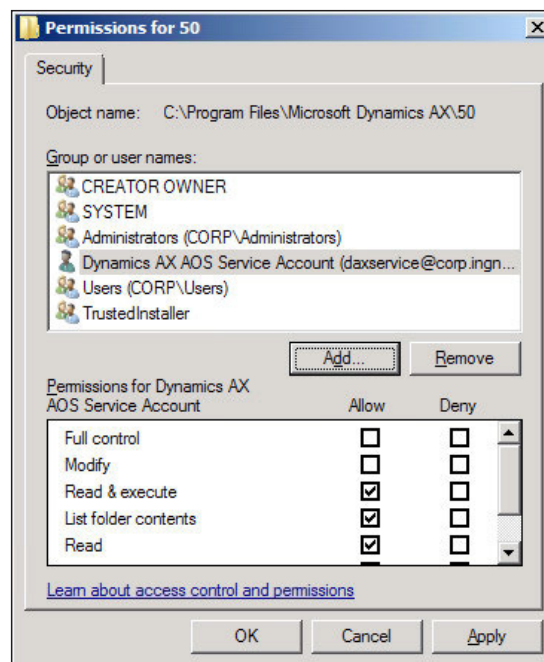 Permissions for 50
Security
Object name: C:\Program Files\Microsoft Dynamics AX\50
Group or user names:
CREATOR OWNER
SYSTEM
Administrators (CORP\Administrators)
Dynamics AX AOS Service Account (daxservice@corp.ingn...
Users (CORP\Users)
TrustedInstaller
Add... Remove
Permissions for Dynamics AX
AOS Service Account Allow Deny
Full control
Modify
Read & execute
List folder contents
Read
Learn about access control and permissions
OK Cancel Apply